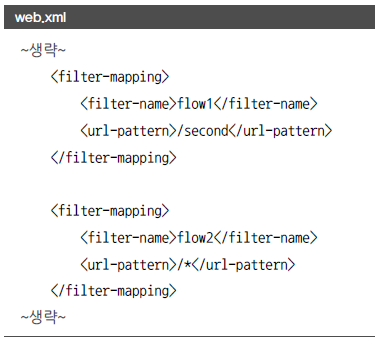 web.xml
~생략~
<filter-mapping>
<filter-name>flow1</filter-name>
<url-pattern>/second</url-pattern>
</filter-mapping>
<filter-mapping>
<filter-name>flow2</filter-name>
<url-pattern>/*</url-pattern>
</filter-mapping>
~생략~